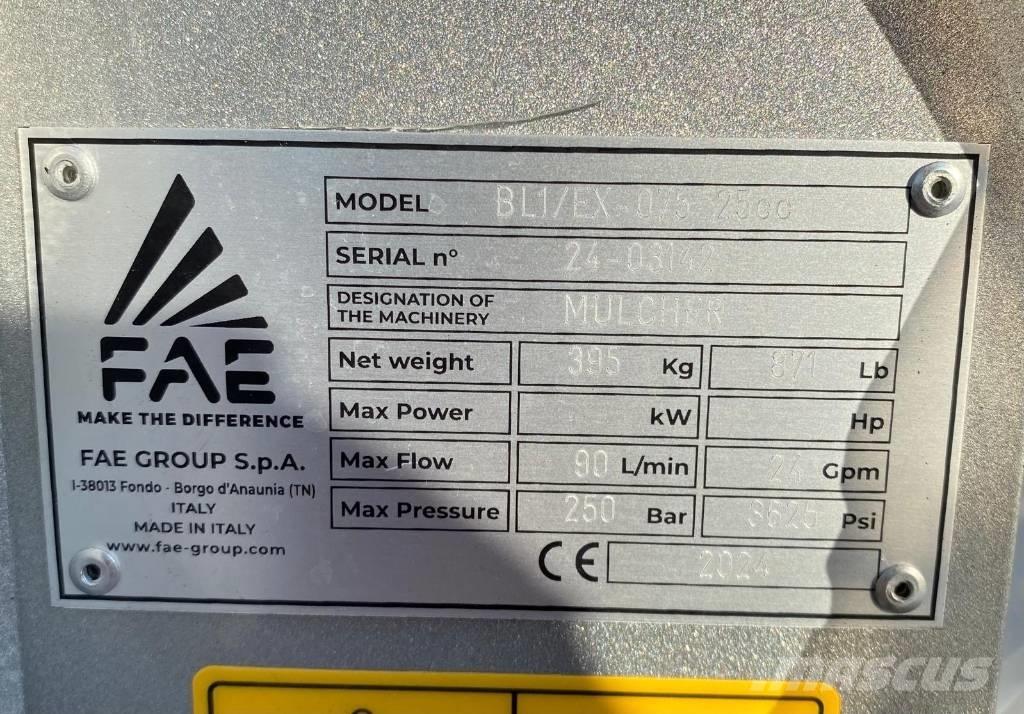 FAE
MAKE THE DIFFERENCE
FAE GROUP S.p.A.
I-38013 Fondo - Borgo d'Anaunia (TN)
ITALY
MADE IN ITALY
www.fae-group.com
MODEL BL1/EX-075 25cc
SERIAL n° 24-03142
DESIGNATION OF
THE MACHINERY MULCHER
Net weight 395 Kg 871 Lb
Max Power kW Hp
Max Flow 90 L/min 24 Gpm
Max Pressure 250 Bar 3625 Psi
CE 2024
mascus